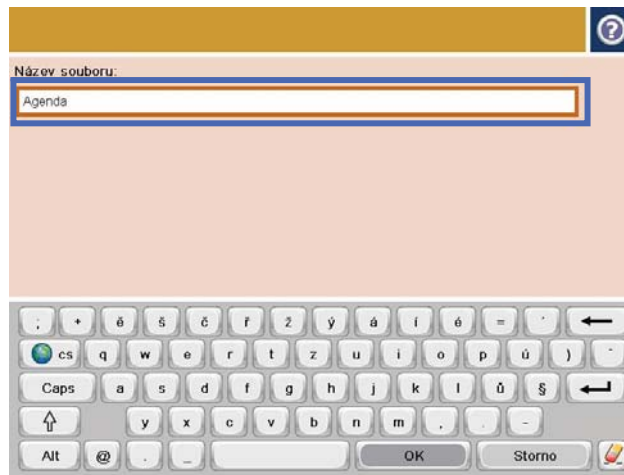 ?
Název souboru:
Agenda
; + ě š č ř ž ý á í é = ´
cs q w e r t z u i o p ú ) ¨
Caps a s d f g h j k l ů §
y x c v b n m , . -
Alt @ . _ OK Storno